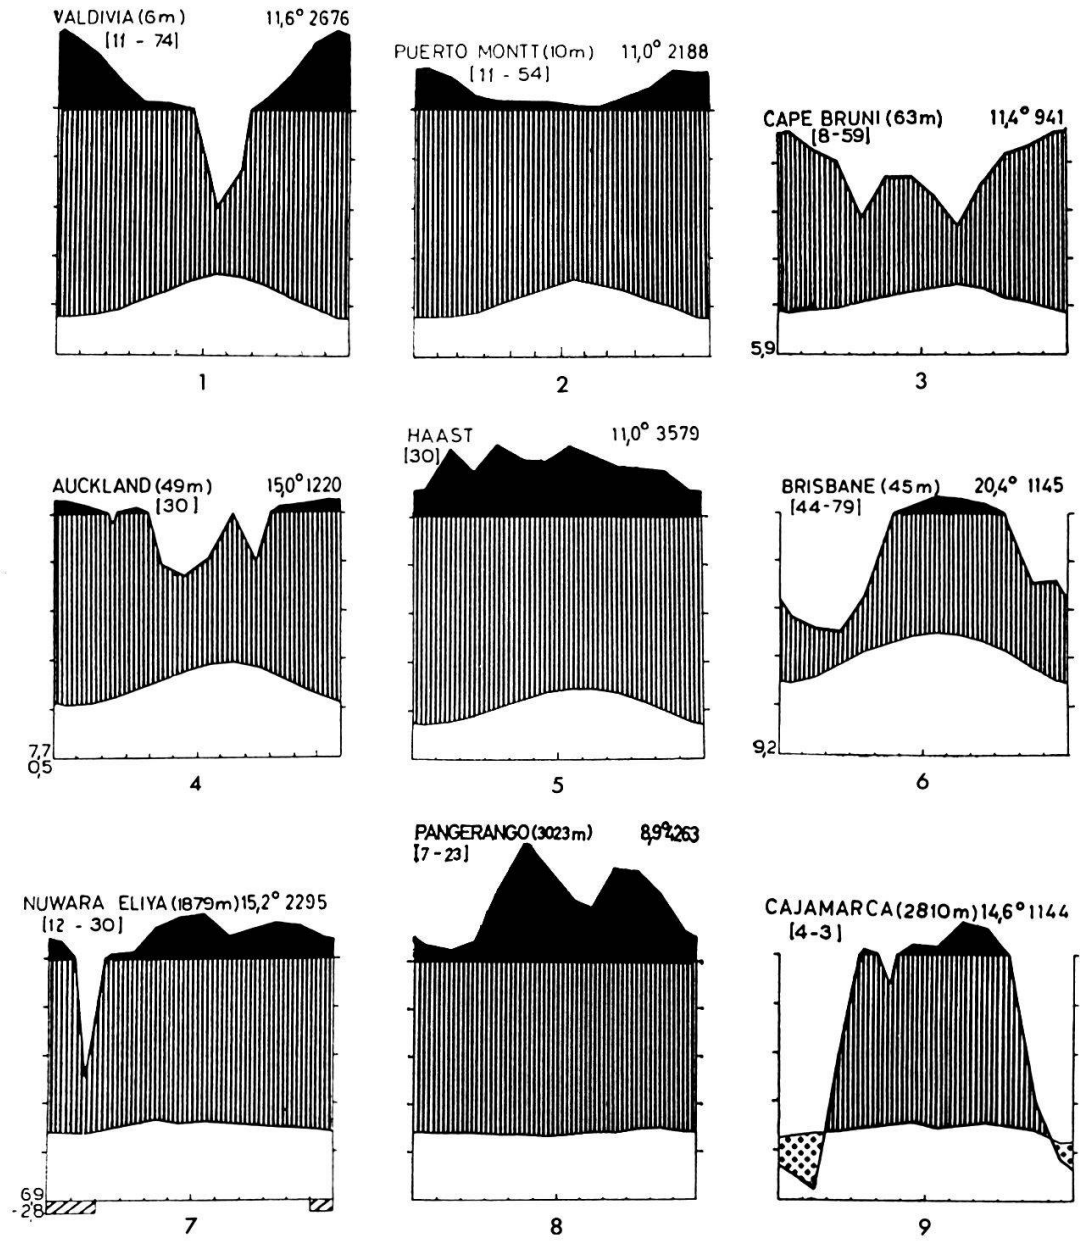 VALDIVIA (6m) 11,6° 2676
[11 - 74]
1
PUERTO MONTT (10m) 11,0° 2188
[11 - 54]
2
CAPE BRUNI (63m) 11,4° 941
[8-59]
5,9
3
AUCKLAND (49m) 15,0° 1220
[30]
7,7
0,5
4
HAAST 11,0° 3579
[30]
5
BRISBANE (45m) 20,4° 1145
[44-79]
9,2
6
NUWARA ELIYA (1879m) 15,2° 2295
[12 - 30]
6,9
-2,8
7
PANGERANGO (3023m) 8,9° 4263
[7-23]
8
CAJAMARCA (2810m) 14,6° 1144
[4-3]
9